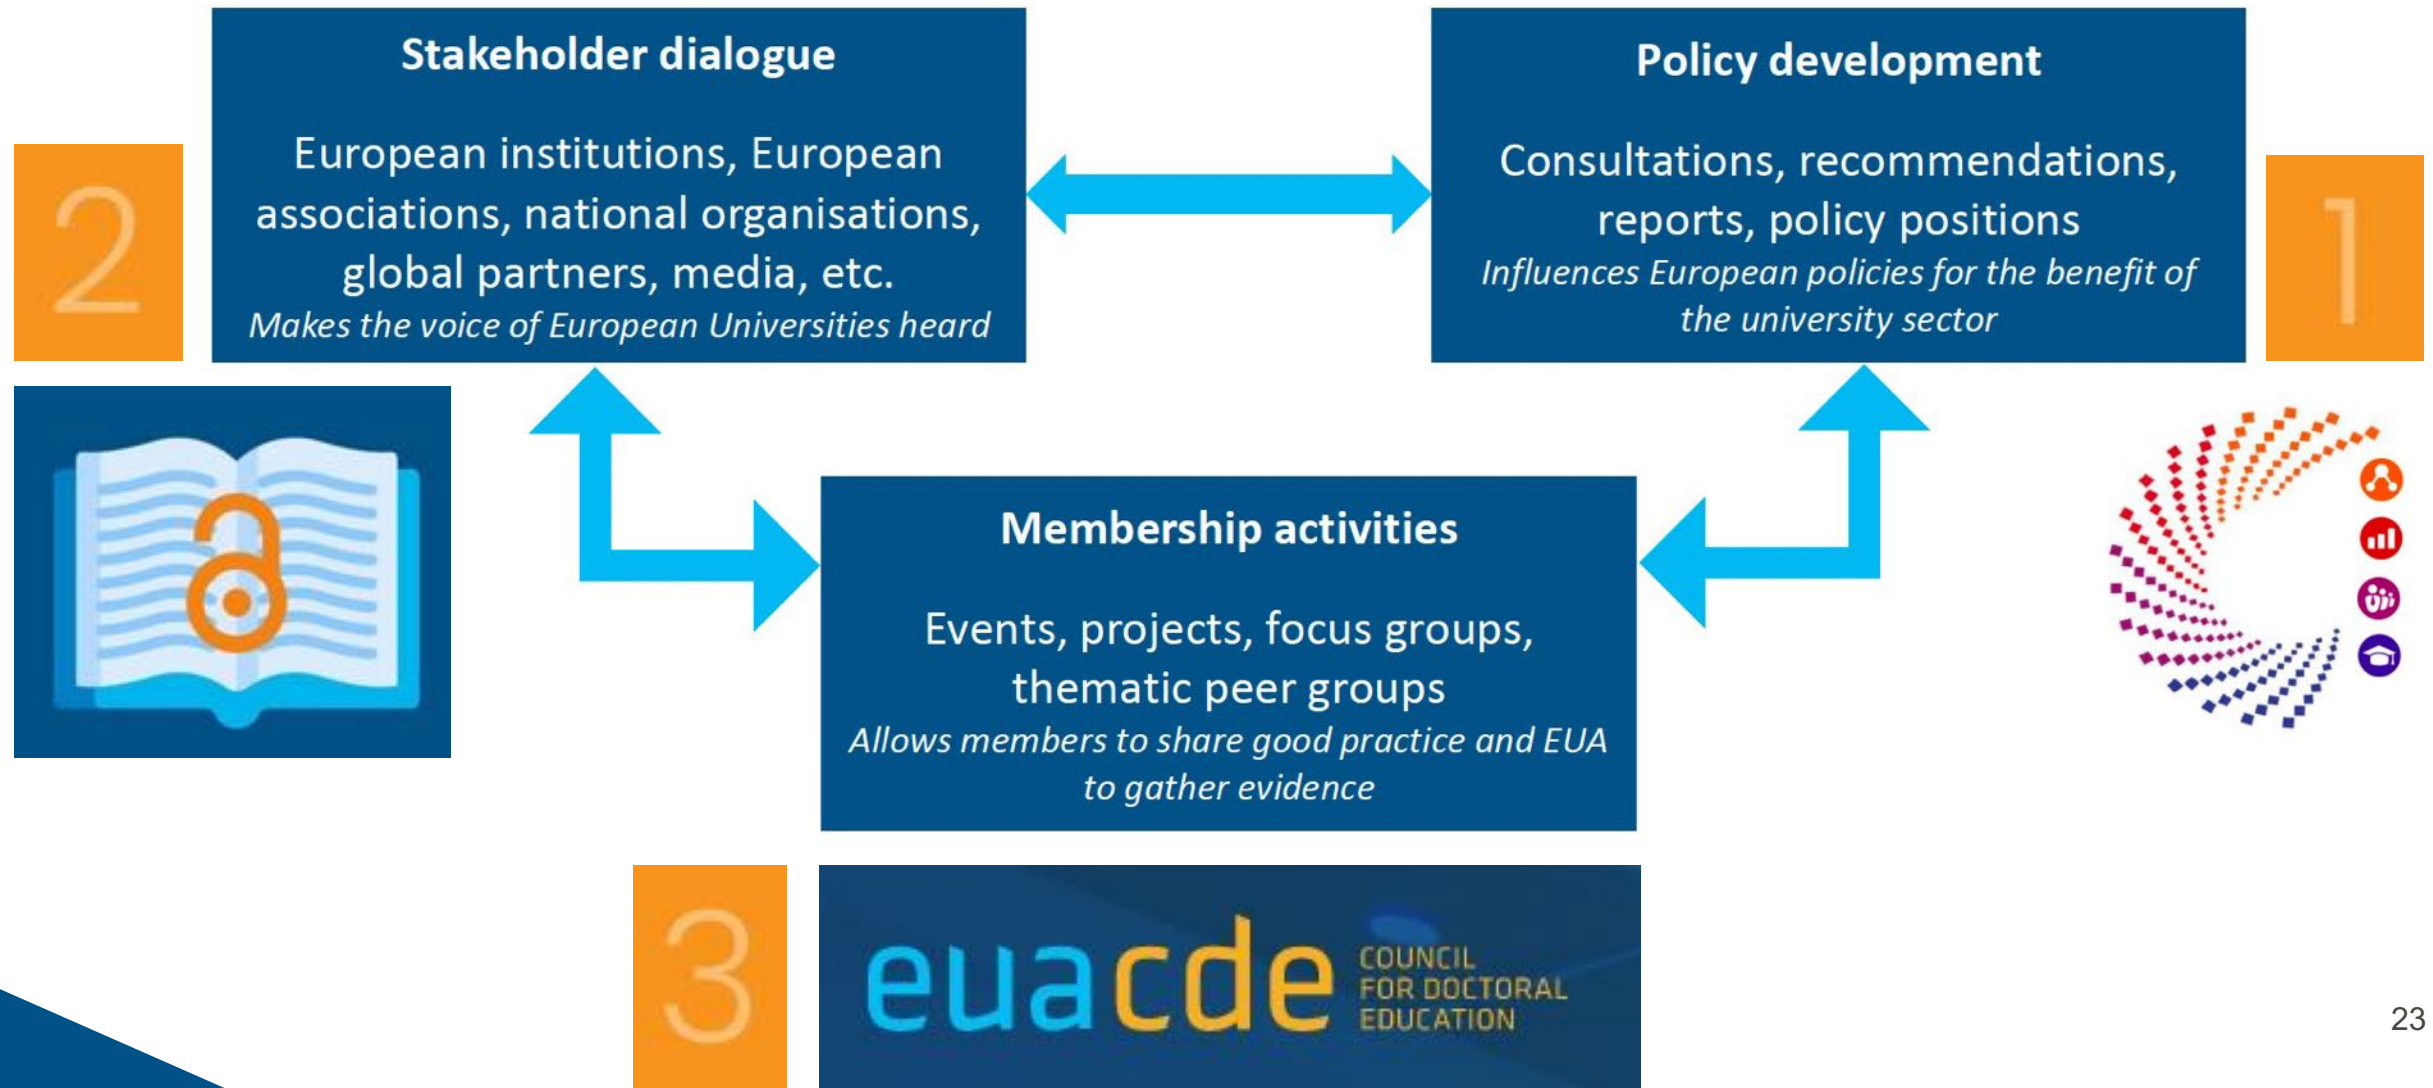 Stakeholder dialogue
European institutions, European
associations, national organisations,
global partners, media, etc.
Makes the voice of European Universities heard
2
Policy development
Consultations, recommendations,
reports, policy positions
Influences European policies for the benefit of
the university sector
1
Membership activities
Events, projects, focus groups,
thematic peer groups
Allows members to share good practice and EUA
to gather evidence
3
euacde
COUNCIL
FOR DOCTORAL
EDUCATION
23